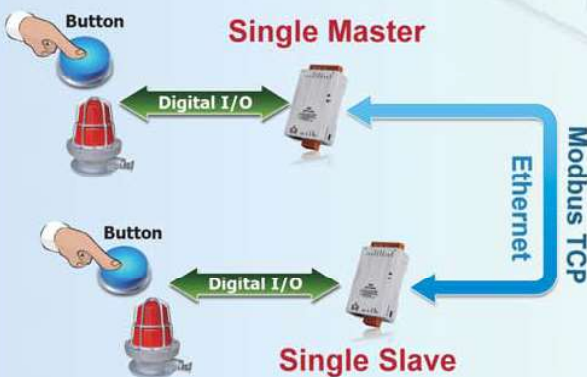 Button
Single Master
Digital I/O
Ethernet
Modbus TCP
Button
Digital I/O
Single Slave